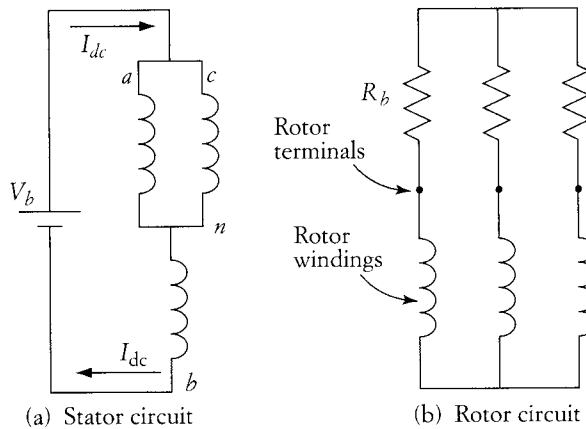 I_dc
a
c
V_b
n
I_dc
b
(a) Stator circuit
R_b
Rotor
terminals
Rotor
windings
(b) Rotor circuit